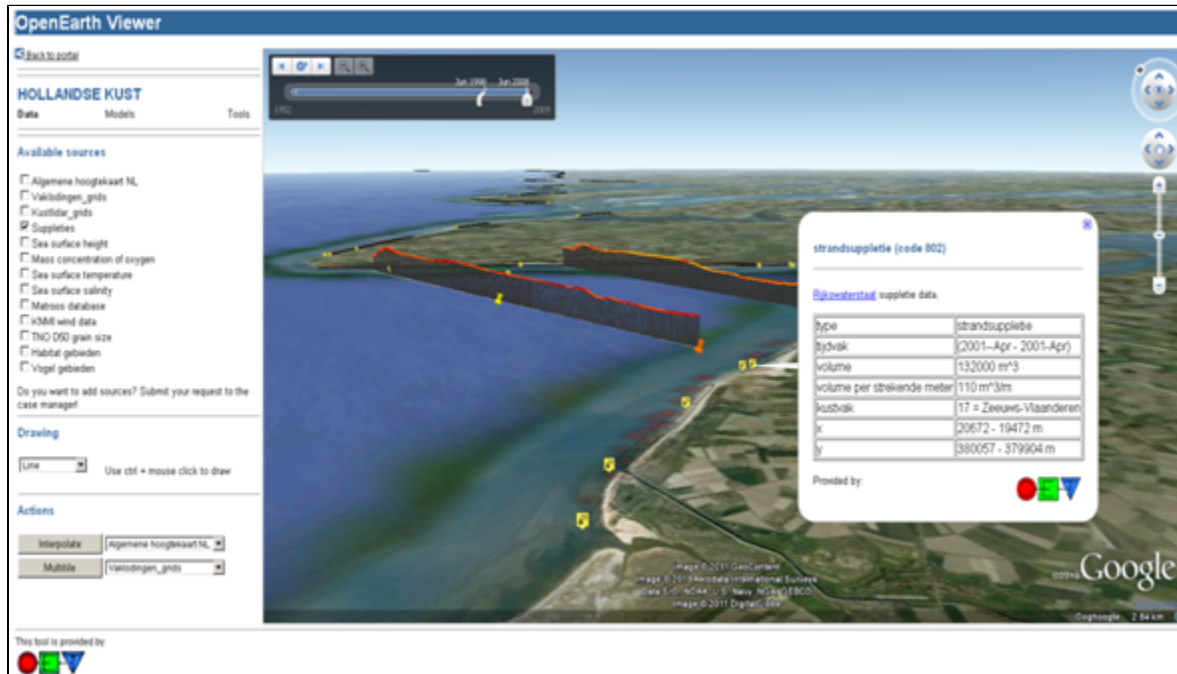 OpenEarth Viewer
Back to portal
HOLLANDSE KUST
Data Models Tools
Available sources
Algemene hoogtekaart NL
Vaklodingen_grids
Kustlidar_grids
Suppleties
Sea surface height
Mass concentration of oxygen
Sea surface temperature
Sea surface salinity
Matroos database
KNMI wind data
TNO D50 grain size
Habitat gebieden
Vogel gebieden
Do you want to add sources? Submit your request to the
case manager!
Drawing
Line Use ctrl + mouse click to draw
Actions
Interpolate Algemene hoogtekaart NL
Multitile Vaklodingen_grids
This tool is provided by:
Jun 1996 Jun 2008
1952 2009
strandsuppletie (code 802)
Rijkswaterstaat suppletie data.
type strandsuppletie
tijdvak (2001--Apr - 2001-Apr)
volume 132000 m^3
volume per strekende meter 110 m^3/m
kustvak 17 = Zeeuws-Vlaanderen
x 20672 - 19472 m
y 380057 - 379904 m
Provided by:
Image © 2011 GeoContent
Image © 2011 Aerodata International Surveys
Data SIO, NOAA, U.S. Navy, NGA, GEBCO
Image © 2011 DigitalGlobe
©2010 Google
2.84 km